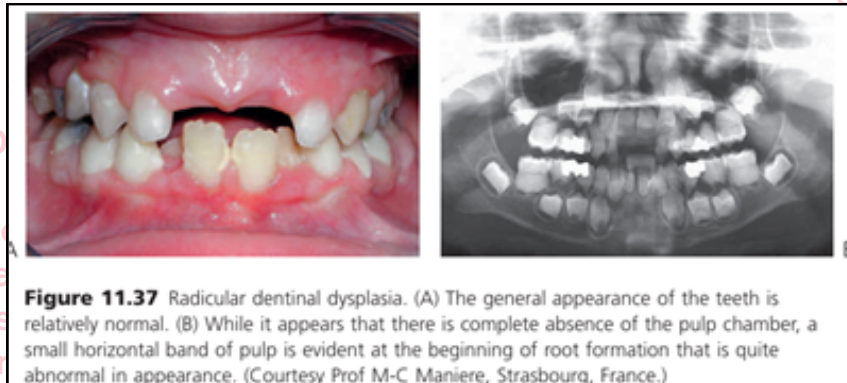 A
B
Figure 11.37 Radicular dentinal dysplasia. (A) The general appearance of the teeth is
relatively normal. (B) While it appears that there is complete absence of the pulp chamber, a
small horizontal band of pulp is evident at the beginning of root formation that is quite
abnormal in appearance. (Courtesy Prof M-C Maniere, Strasbourg, France.)